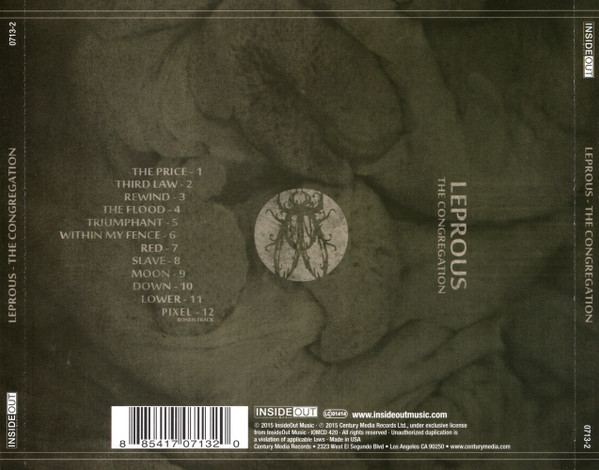 0713-2
LEPROUS - THE CONGREGATION
INSIDEOUT
THE PRICE - 1
THIRD LAW - 2
REWIND - 3
THE FLOOD - 4
TRIUMPHANT - 5
WITHIN MY FENCE - 6
RED - 7
SLAVE - 8
MOON - 9
DOWN - 10
LOWER - 11
PIXEL - 12
BONUS TRACK
LEPROUS
THE CONGREGATION
INSIDEOUT
LEPROUS - THE CONGREGATION
0713-2
8 85417 07132 0
INSIDEOUT LC 01414 www.insideoutmusic.com
© 2015 InsideOut Music · ℗ 2015 Century Media Records Ltd., under exclusive license
from InsideOut Music · IOMCD 420 · All rights reserved · Unauthorized duplication is
a violation of applicable laws · Made in USA
Century Media Records • 2323 West El Segundo Blvd • Los Angeles CA 90250 • www.centurymedia.com